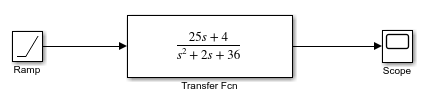 25s + 4
s² + 2s + 36
Ramp
Transfer Fcn
Scope